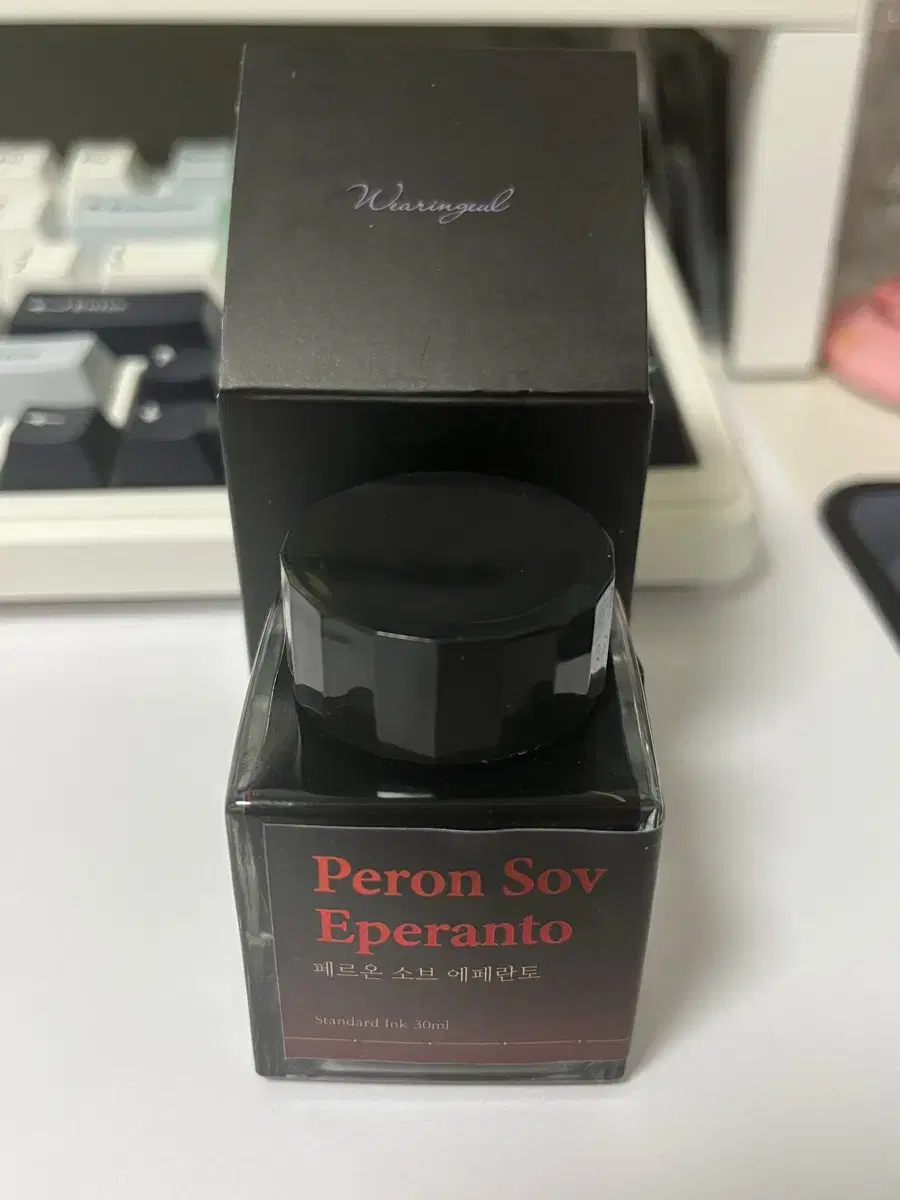 Wearingeul
Peron Sov
Eperanto
페르온 소브 에페란토
Standard Ink 30ml